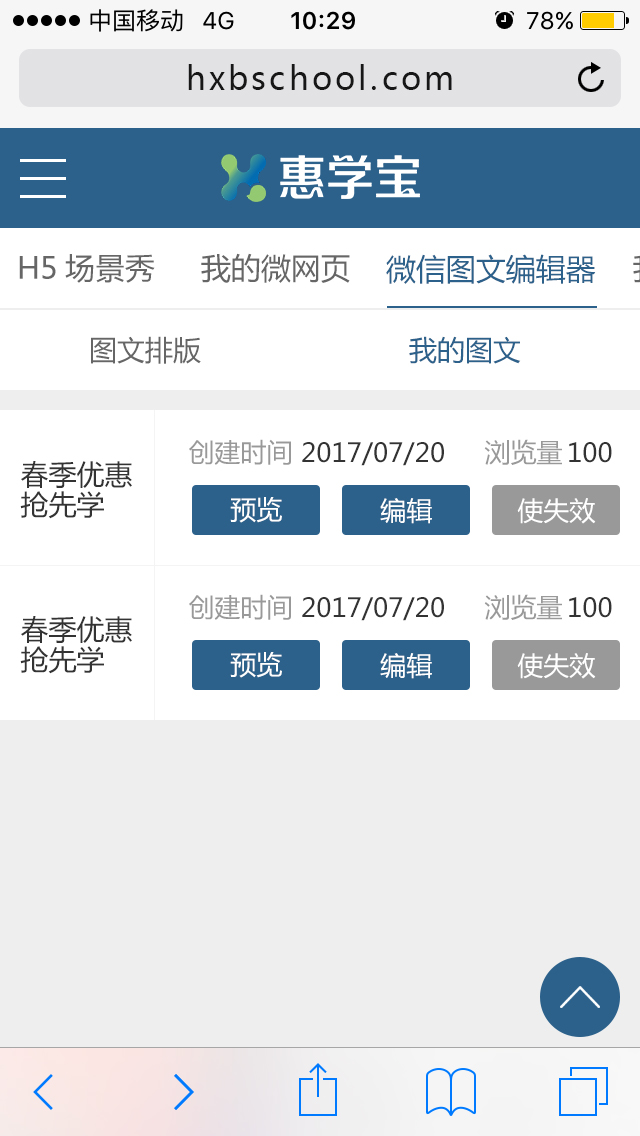 中国移动 4G 10:29 78%
hxbschool.com
惠学宝
H5 场景秀 我的微网页 微信图文编辑器
图文排版 我的图文
春季优惠
抢先学
创建时间 2017/07/20 浏览量 100
预览 编辑 使失效
春季优惠
抢先学
创建时间 2017/07/20 浏览量 100
预览 编辑 使失效